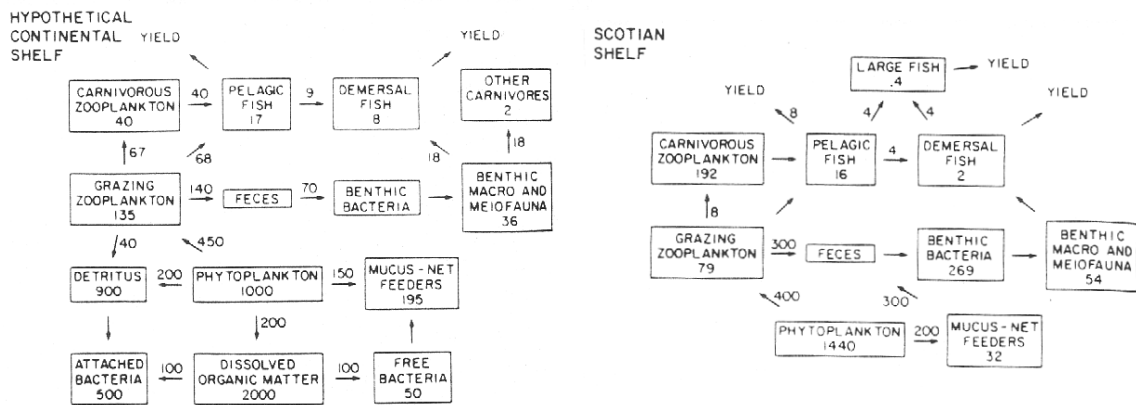 HYPOTHETICAL
CONTINENTAL YIELD
SHELF
YIELD
CARNIVOROUS
ZOOPLANKTON
40
40
PELAGIC
FISH
17
9
DEMERSAL
FISH
8
OTHER
CARNIVORES
2
67
68
18
18
GRAZING
ZOOPLANKTON
135
140
FECES
70
BENTHIC
BACTERIA
BENTHIC
MACRO AND
MEIOFAUNA
36
40
450
DETRITUS
900
200
PHYTOPLANKTON
1000
150
MUCUS-NET
FEEDERS
195
200
ATTACHED
BACTERIA
500
100
DISSOLVED
ORGANIC MATTER
2000
100
FREE
BACTERIA
50
SCOTIAN
SHELF
LARGE FISH
.4
YIELD
YIELD
YIELD
8
4
4
CARNIVOROUS
ZOOPLANKTON
192
PELAGIC
FISH
16
4
DEMERSAL
FISH
2
8
GRAZING
ZOOPLANKTON
79
300
FECES
BENTHIC
BACTERIA
269
BENTHIC
MACRO AND
MEIOFAUNA
54
400
300
PHYTOPLANKTON
1440
200
MUCUS-NET
FEEDERS
32